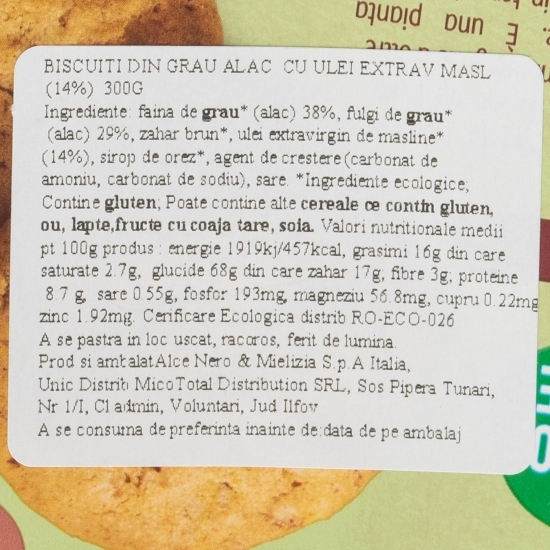 BISCUITI DIN GRAU ALAC CU ULEI EXTRAV MASL
(14%) 300G
Ingrediente: faina de grau* (alac) 38%, fulgi de grau*
(alac) 29%, zahar brun*, ulei extravirgin de masline*
(14%), sirop de orez*, agent de crestere(carbonat de
amoniu, carbonat de sodiu), sare. *Ingrediente ecologice;
Contine gluten; Poate contine alte cereale ce contin gluten,
ou, lapte,fructe cu coaja tare, soia. Valori nutritionale medii
pt 100g produs : energie 1919kj/457kcal, grasimi 16g din care
saturate 2.7g, glucide 68g din care zahar 17g; fibre 3g; proteine
8.7 g, sare 0.55g, fosfor 193mg, magneziu 56.8mg, cupru 0.22mg
zinc 1.92mg. Cerificare Ecologica distrib RO-ECO-026
A se pastra in loc uscat, racoros, ferit de lumina.
Prod si ambalat Alce Nero & Mielizia S.p.A Italia,
Unic Distrib MicoTotal Distribution SRL, Sos Pipera Tunari,
Nr 1/I, Cladmin, Voluntari, Jud Ilfov
A se consuma de preferinta inainte de:data de pe ambalaj
È una pianta